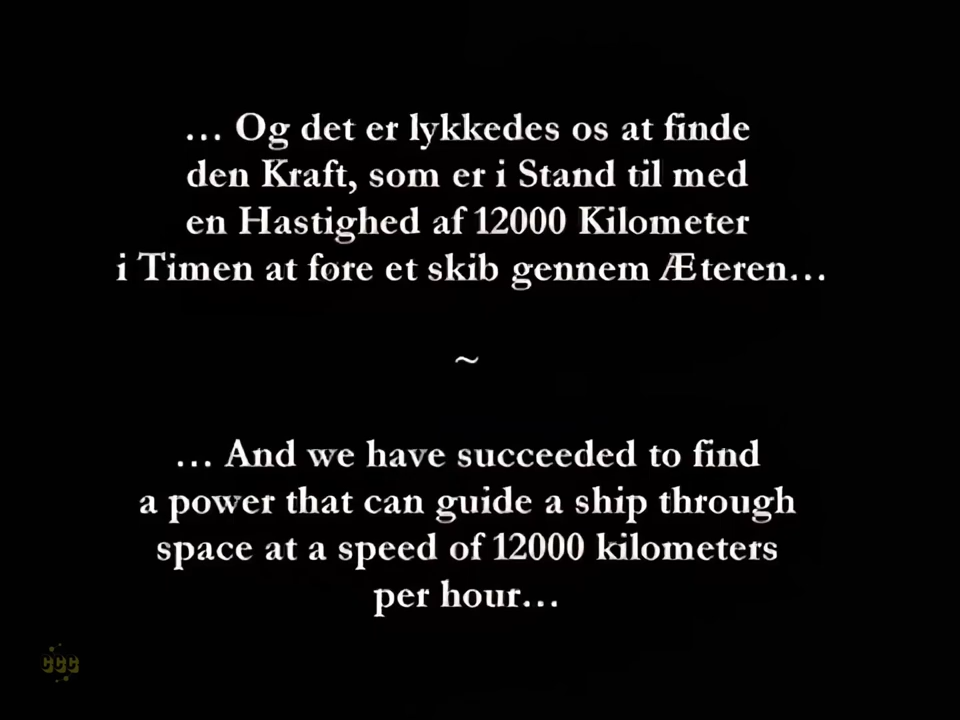 … Og det er lykkedes os at finde
den Kraft, som er i Stand til med
en Hastighed af 12000 Kilometer
i Timen at føre et skib gennem Æteren…
~
… And we have succeeded to find
a power that can guide a ship through
space at a speed of 12000 kilometers
per hour…
CCC